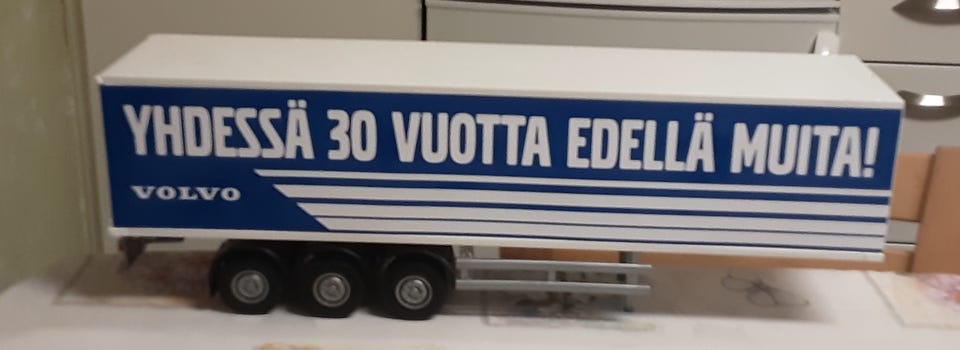 YHDESSÄ 30 VUOTTA EDELLÄ MUITA!
VOLVO